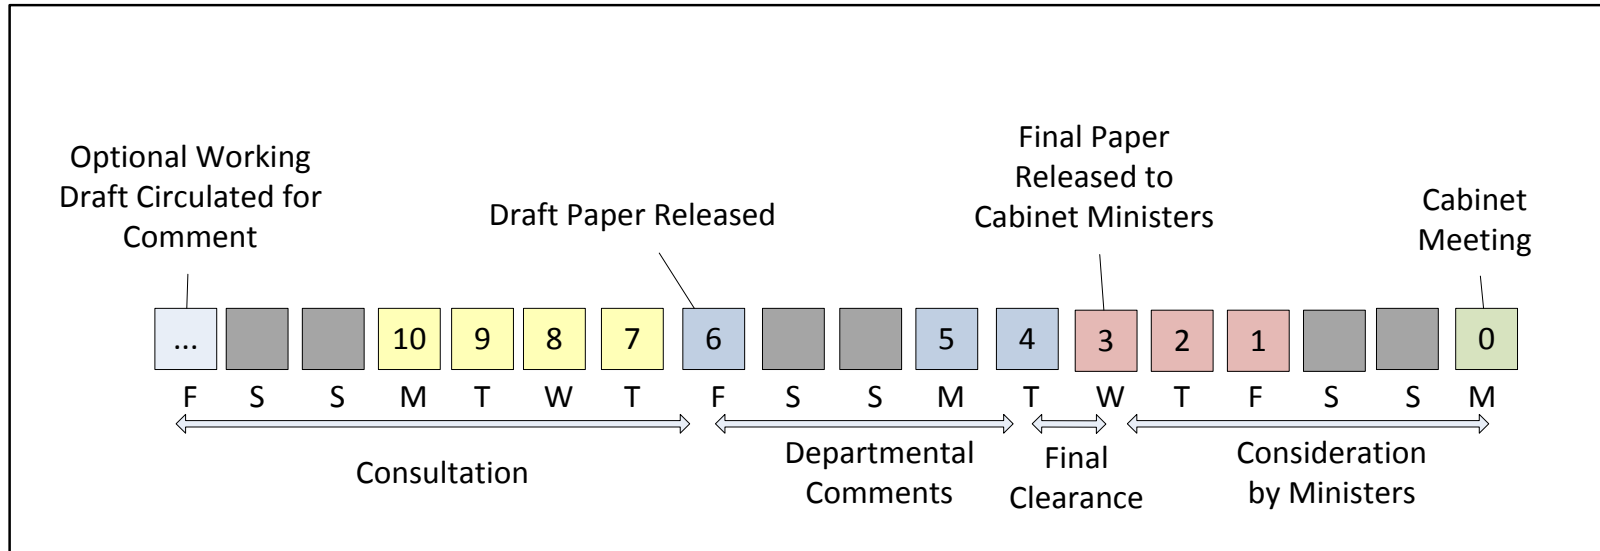 Optional Working
Draft Circulated for
Comment
Draft Paper Released
Final Paper
Released to
Cabinet Ministers
Cabinet
Meeting
... 10 9 8 7 6 5 4 3 2 1 0
F S S M T W T F S S M T W T F S S M
Consultation
Departmental
Comments
Final
Clearance
Consideration
by Ministers